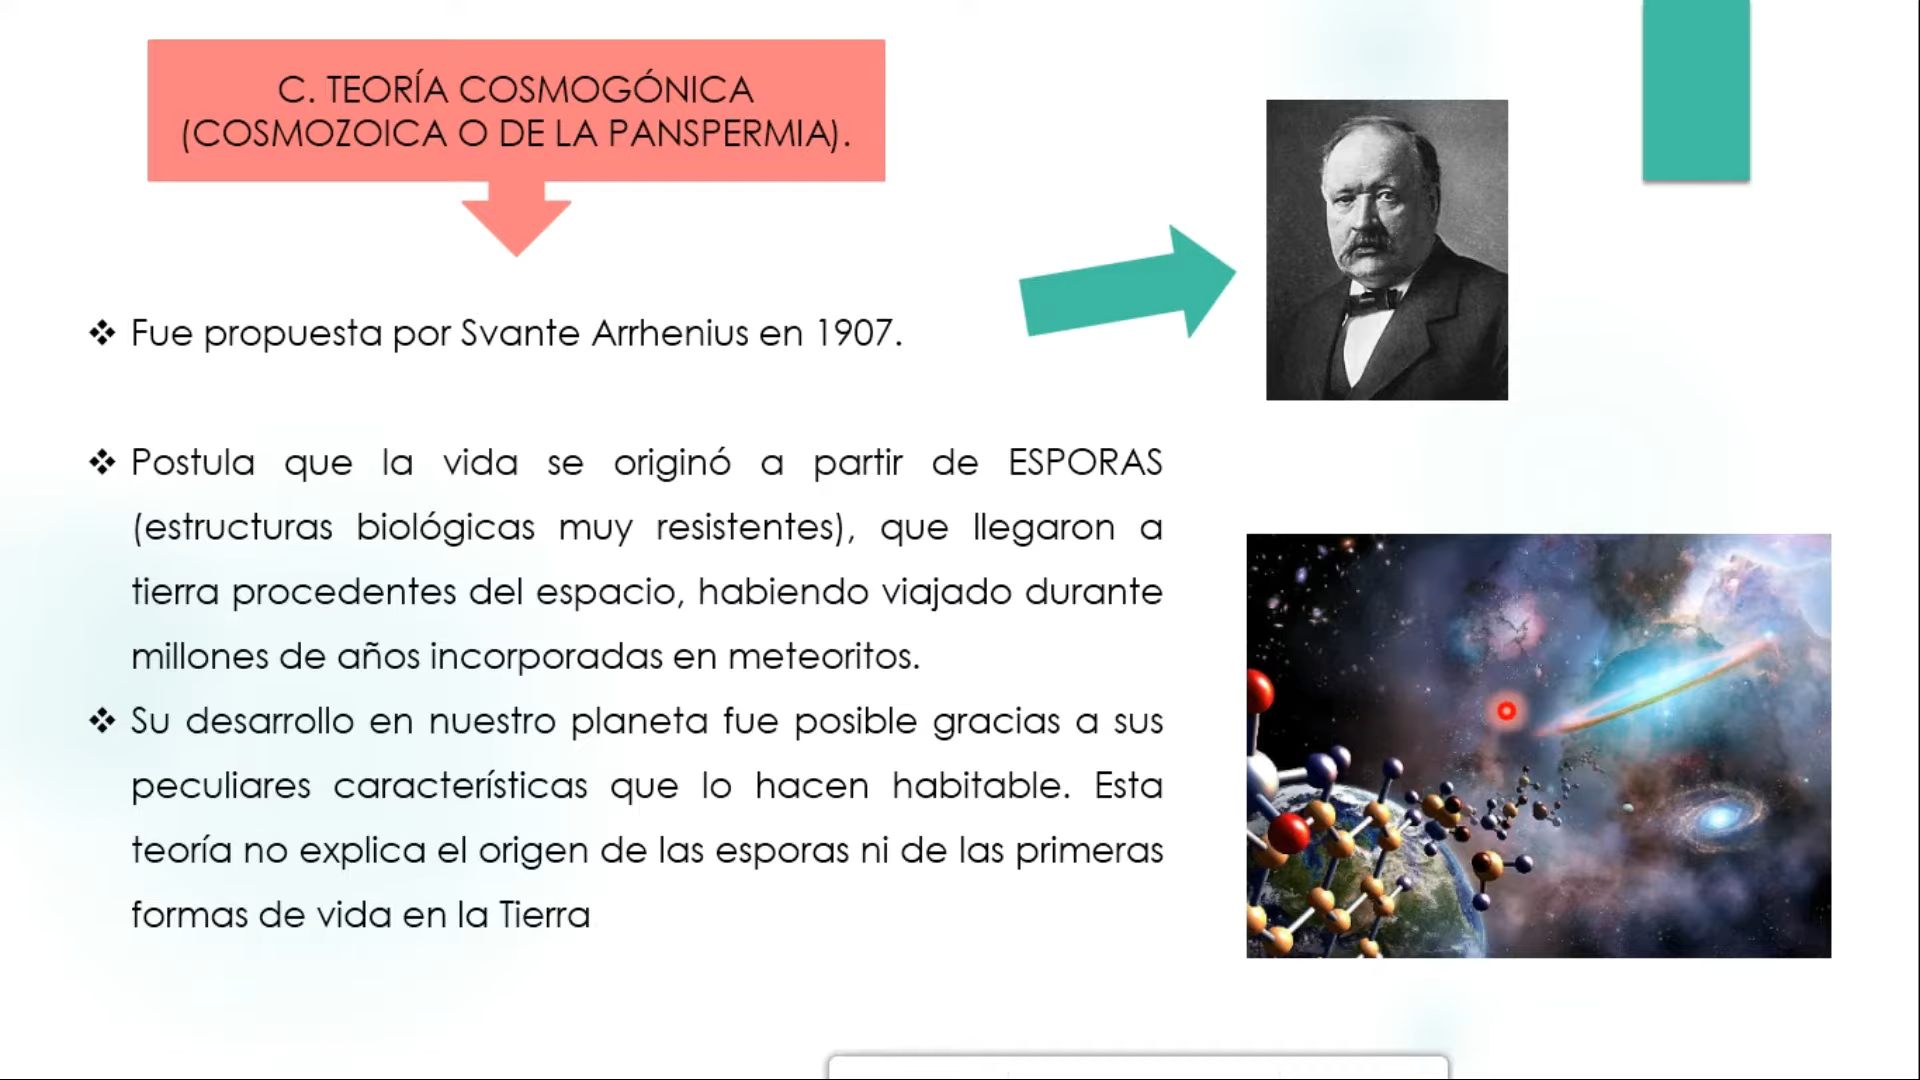 C. TEORÍA COSMOGÓNICA
(COSMOZOICA O DE LA PANSPERMIA).
❖ Fue propuesta por Svante Arrhenius en 1907.
❖ Postula que la vida se originó a partir de ESPORAS
(estructuras biológicas muy resistentes), que llegaron a
tierra procedentes del espacio, habiendo viajado durante
millones de años incorporadas en meteoritos.
❖ Su desarrollo en nuestro planeta fue posible gracias a sus
peculiares características que lo hacen habitable. Esta
teoría no explica el origen de las esporas ni de las primeras
formas de vida en la Tierra